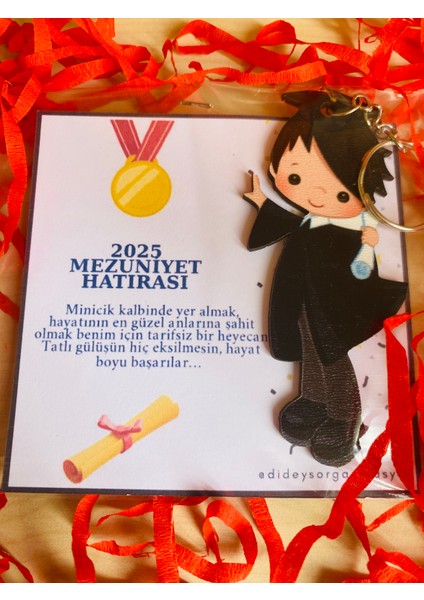 2025
MEZUNİYET
HATIRASI
Minicik kalbinde yer almak,
hayatının en güzel anlarına şahit
olmak benim için tarifsiz bir heyecan
Tatlı gülüşün hiç eksilmesin, hayat
boyu başarılar...